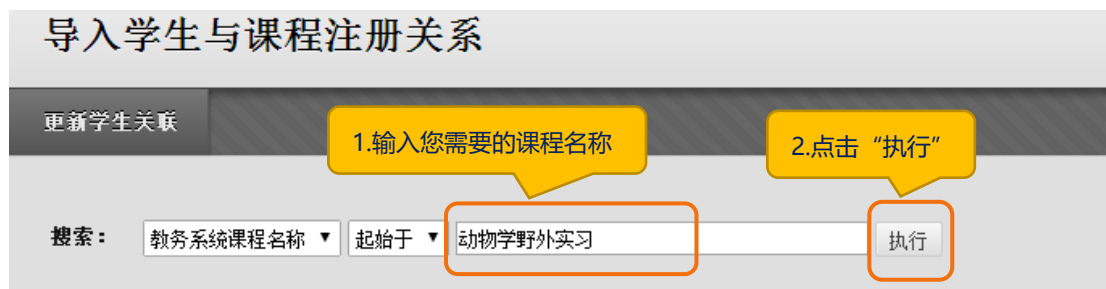 导入学生与课程注册关系
更新学生关联
1.输入您需要的课程名称
2.点击“执行”
搜索： 教务系统课程名称 ▼ 起始于 ▼ 动物学野外实习 执行